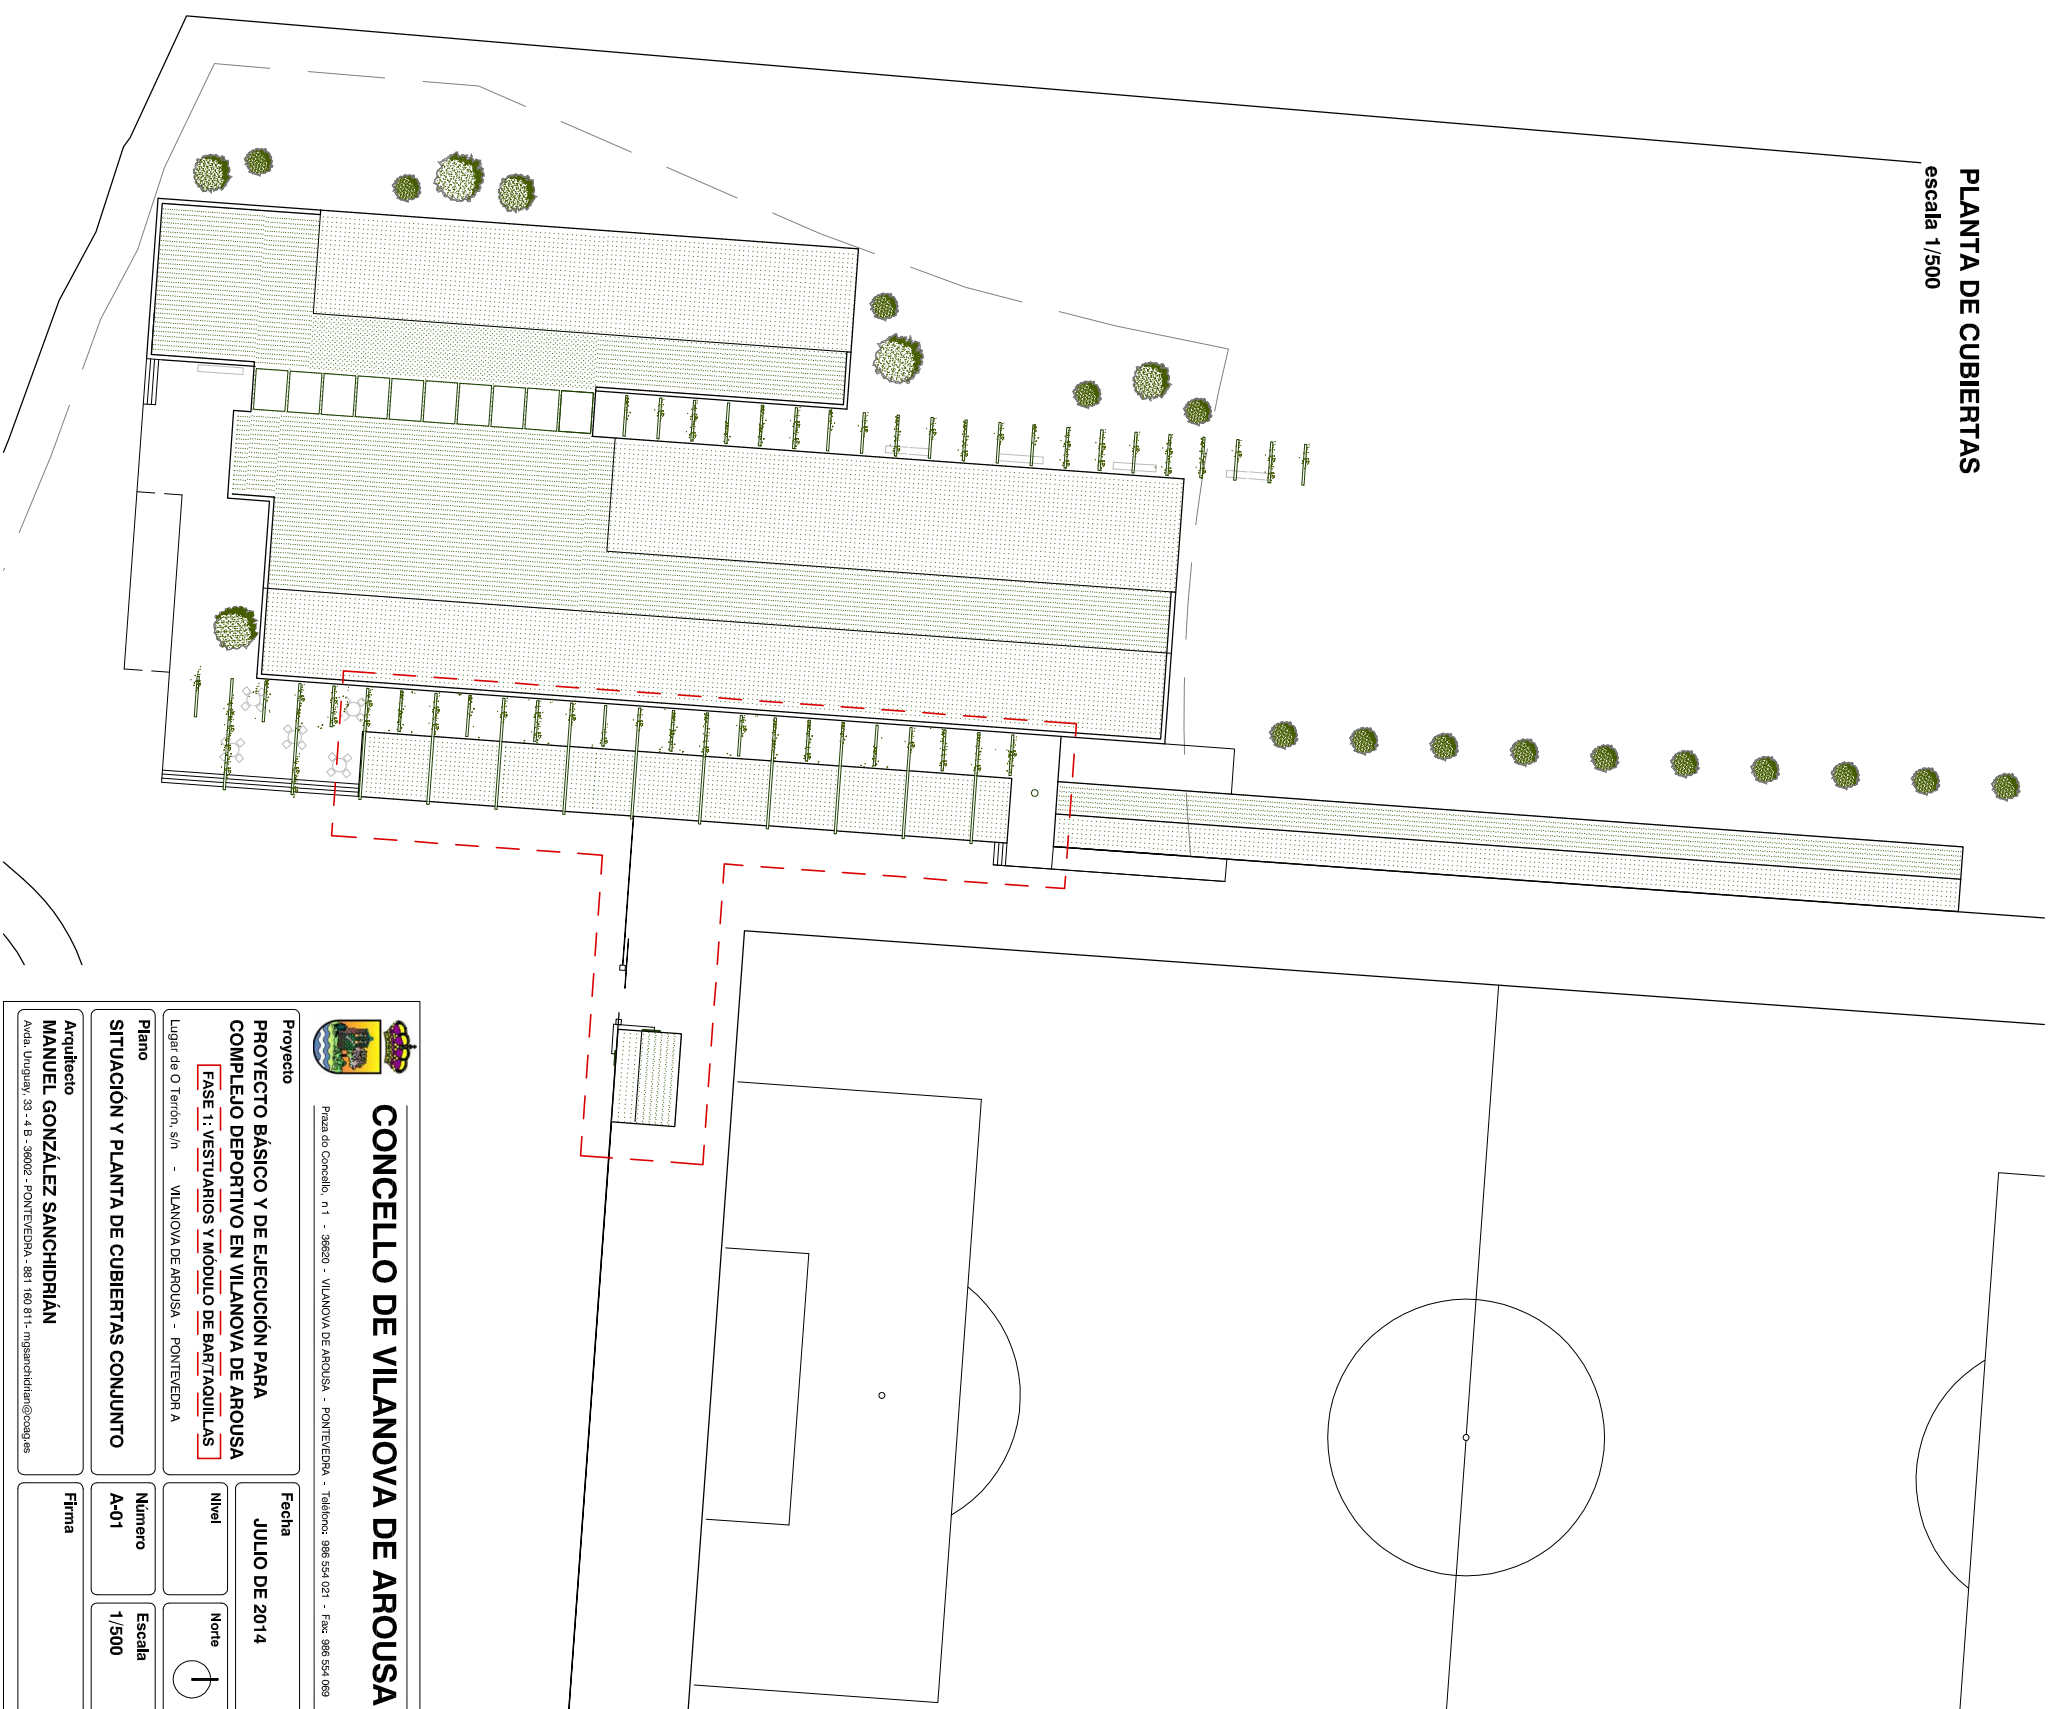 PLANTA DE CUBIERTAS
escala 1/500
CONCELLO DE VILANOVA DE AROUSA
Praza do Concello, n 1 - 36620 - VILANOVA DE AROUSA - PONTEVEDRA - Teléfono: 986 554 021 - Fax: 986 554 069
Proyecto
PROYECTO BÁSICO Y DE EJECUCIÓN PARA
COMPLEJO DEPORTIVO EN VILANOVA DE AROUSA
FASE 1: VESTUARIOS Y MÓDULO DE BAR/TAQUILLAS
Lugar de O Terrón, s/n - VILANOVA DE AROUSA - PONTEVEDR A
Fecha
JULIO DE 2014
Nivel
Norte
Plano
SITUACIÓN Y PLANTA DE CUBIERTAS CONJUNTO
Número
A-01
Escala
1/500
Arquitecto
MANUEL GONZÁLEZ SANCHIDRIÁN
Avda. Uruguay, 33 - 4 B - 36002 - PONTEVEDRA - 881 160 811- mgsanchidrian@coag.es
Firma